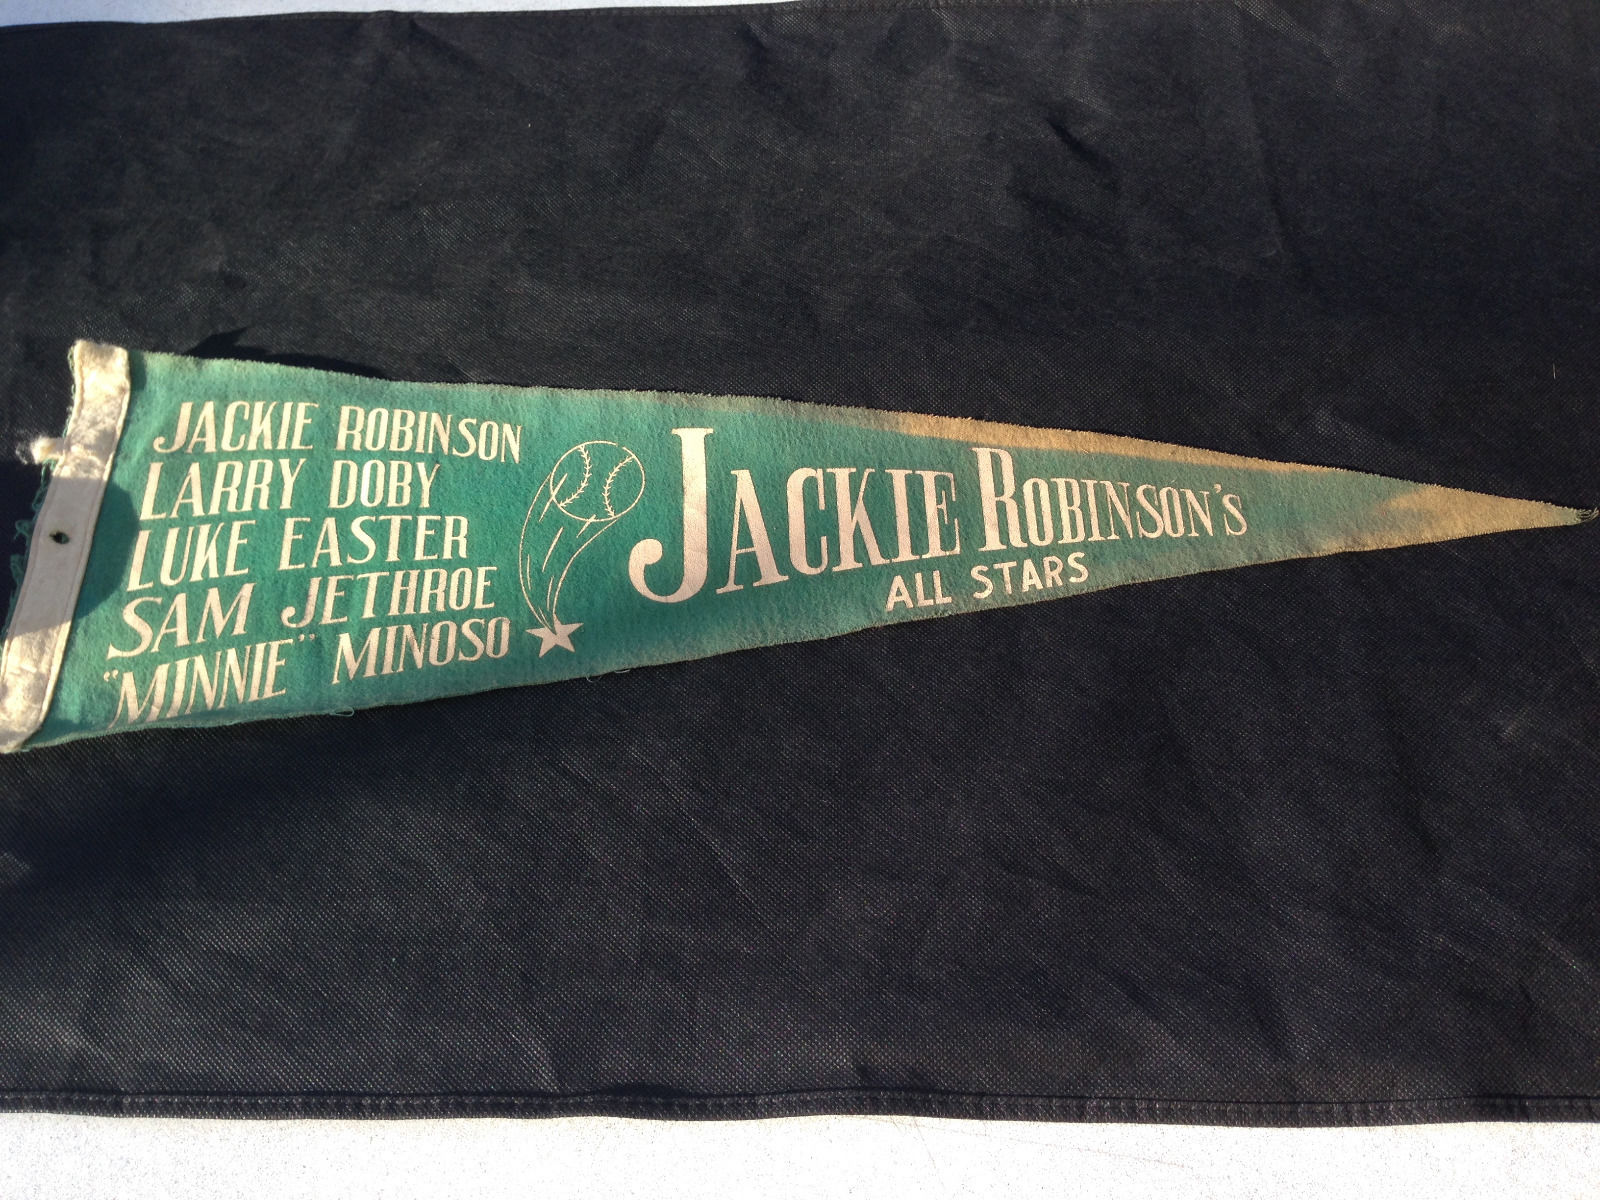 JACKIE ROBINSON
LARRY DOBY
LUKE EASTER
SAM JETHROE
"MINNIE" MINOSO
JACKIE ROBINSON'S
ALL STARS